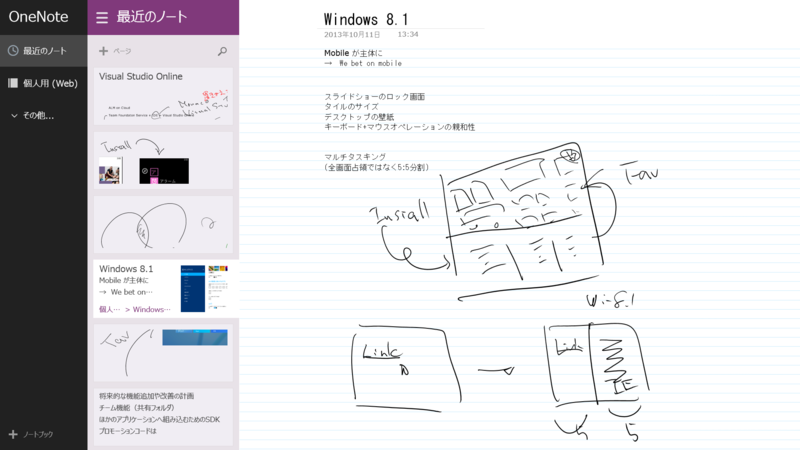 OneNote
最近のノート
個人用 (Web)
その他...
ノートブック
最近のノート
ページ
Visual Studio Online
ALM on Cloud
Install
アラーム
Windows 8.1
Mobile が主体に
→ We bet on…
個人… > Windows…
Fav
将来的な機能追加や改善の計画
チーム機能（共有フォルダ）
ほかのアプリケーションへ組み込むためのSDK
プロモーションコードは
Windows 8.1
2013年10月11日 13:34
Mobile が主体に
→ We bet on mobile
スライドショーのロック画面
タイルのサイズ
デスクトップの壁紙
キーボード+マウスオペレーションの親和性
マルチタスキング
(全画面占領ではなく5:5分割)
Fav
Install
Win8.1
Link
Link
IE
5
5